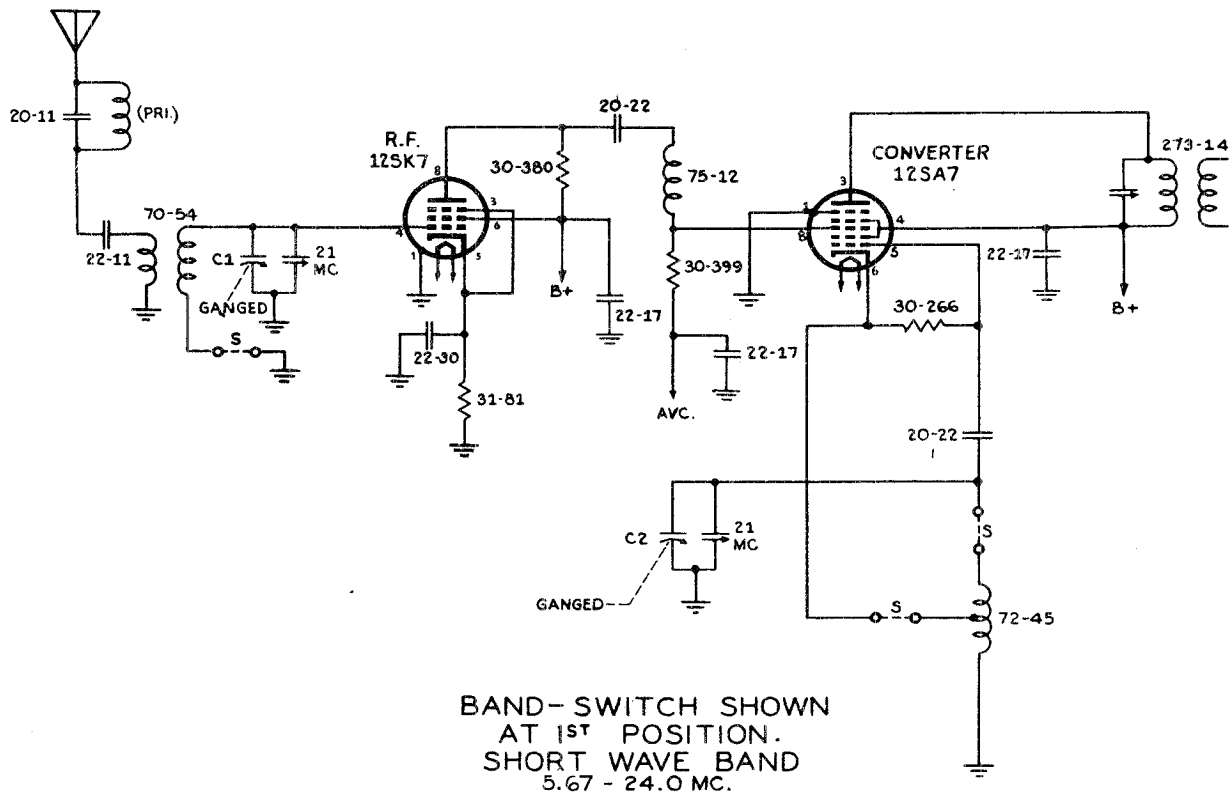 20-11
(PRI.)
22-11
70-54
C1
21
MC
GANGED
S
R.F.
12SK7
8
3
6
4
1
5
22-30
31-81
30-380
20-22
B+
22-17
75-12
30-399
22-17
AVC.
CONVERTER
12SA7
3
1
4
8
5
6
30-266
22-17
273-14
B+
20-22
C2
21
MC
GANGED
S
S
72-45
BAND-SWITCH SHOWN
AT 1ST POSITION.
SHORT WAVE BAND
5.67 - 24.0 MC.